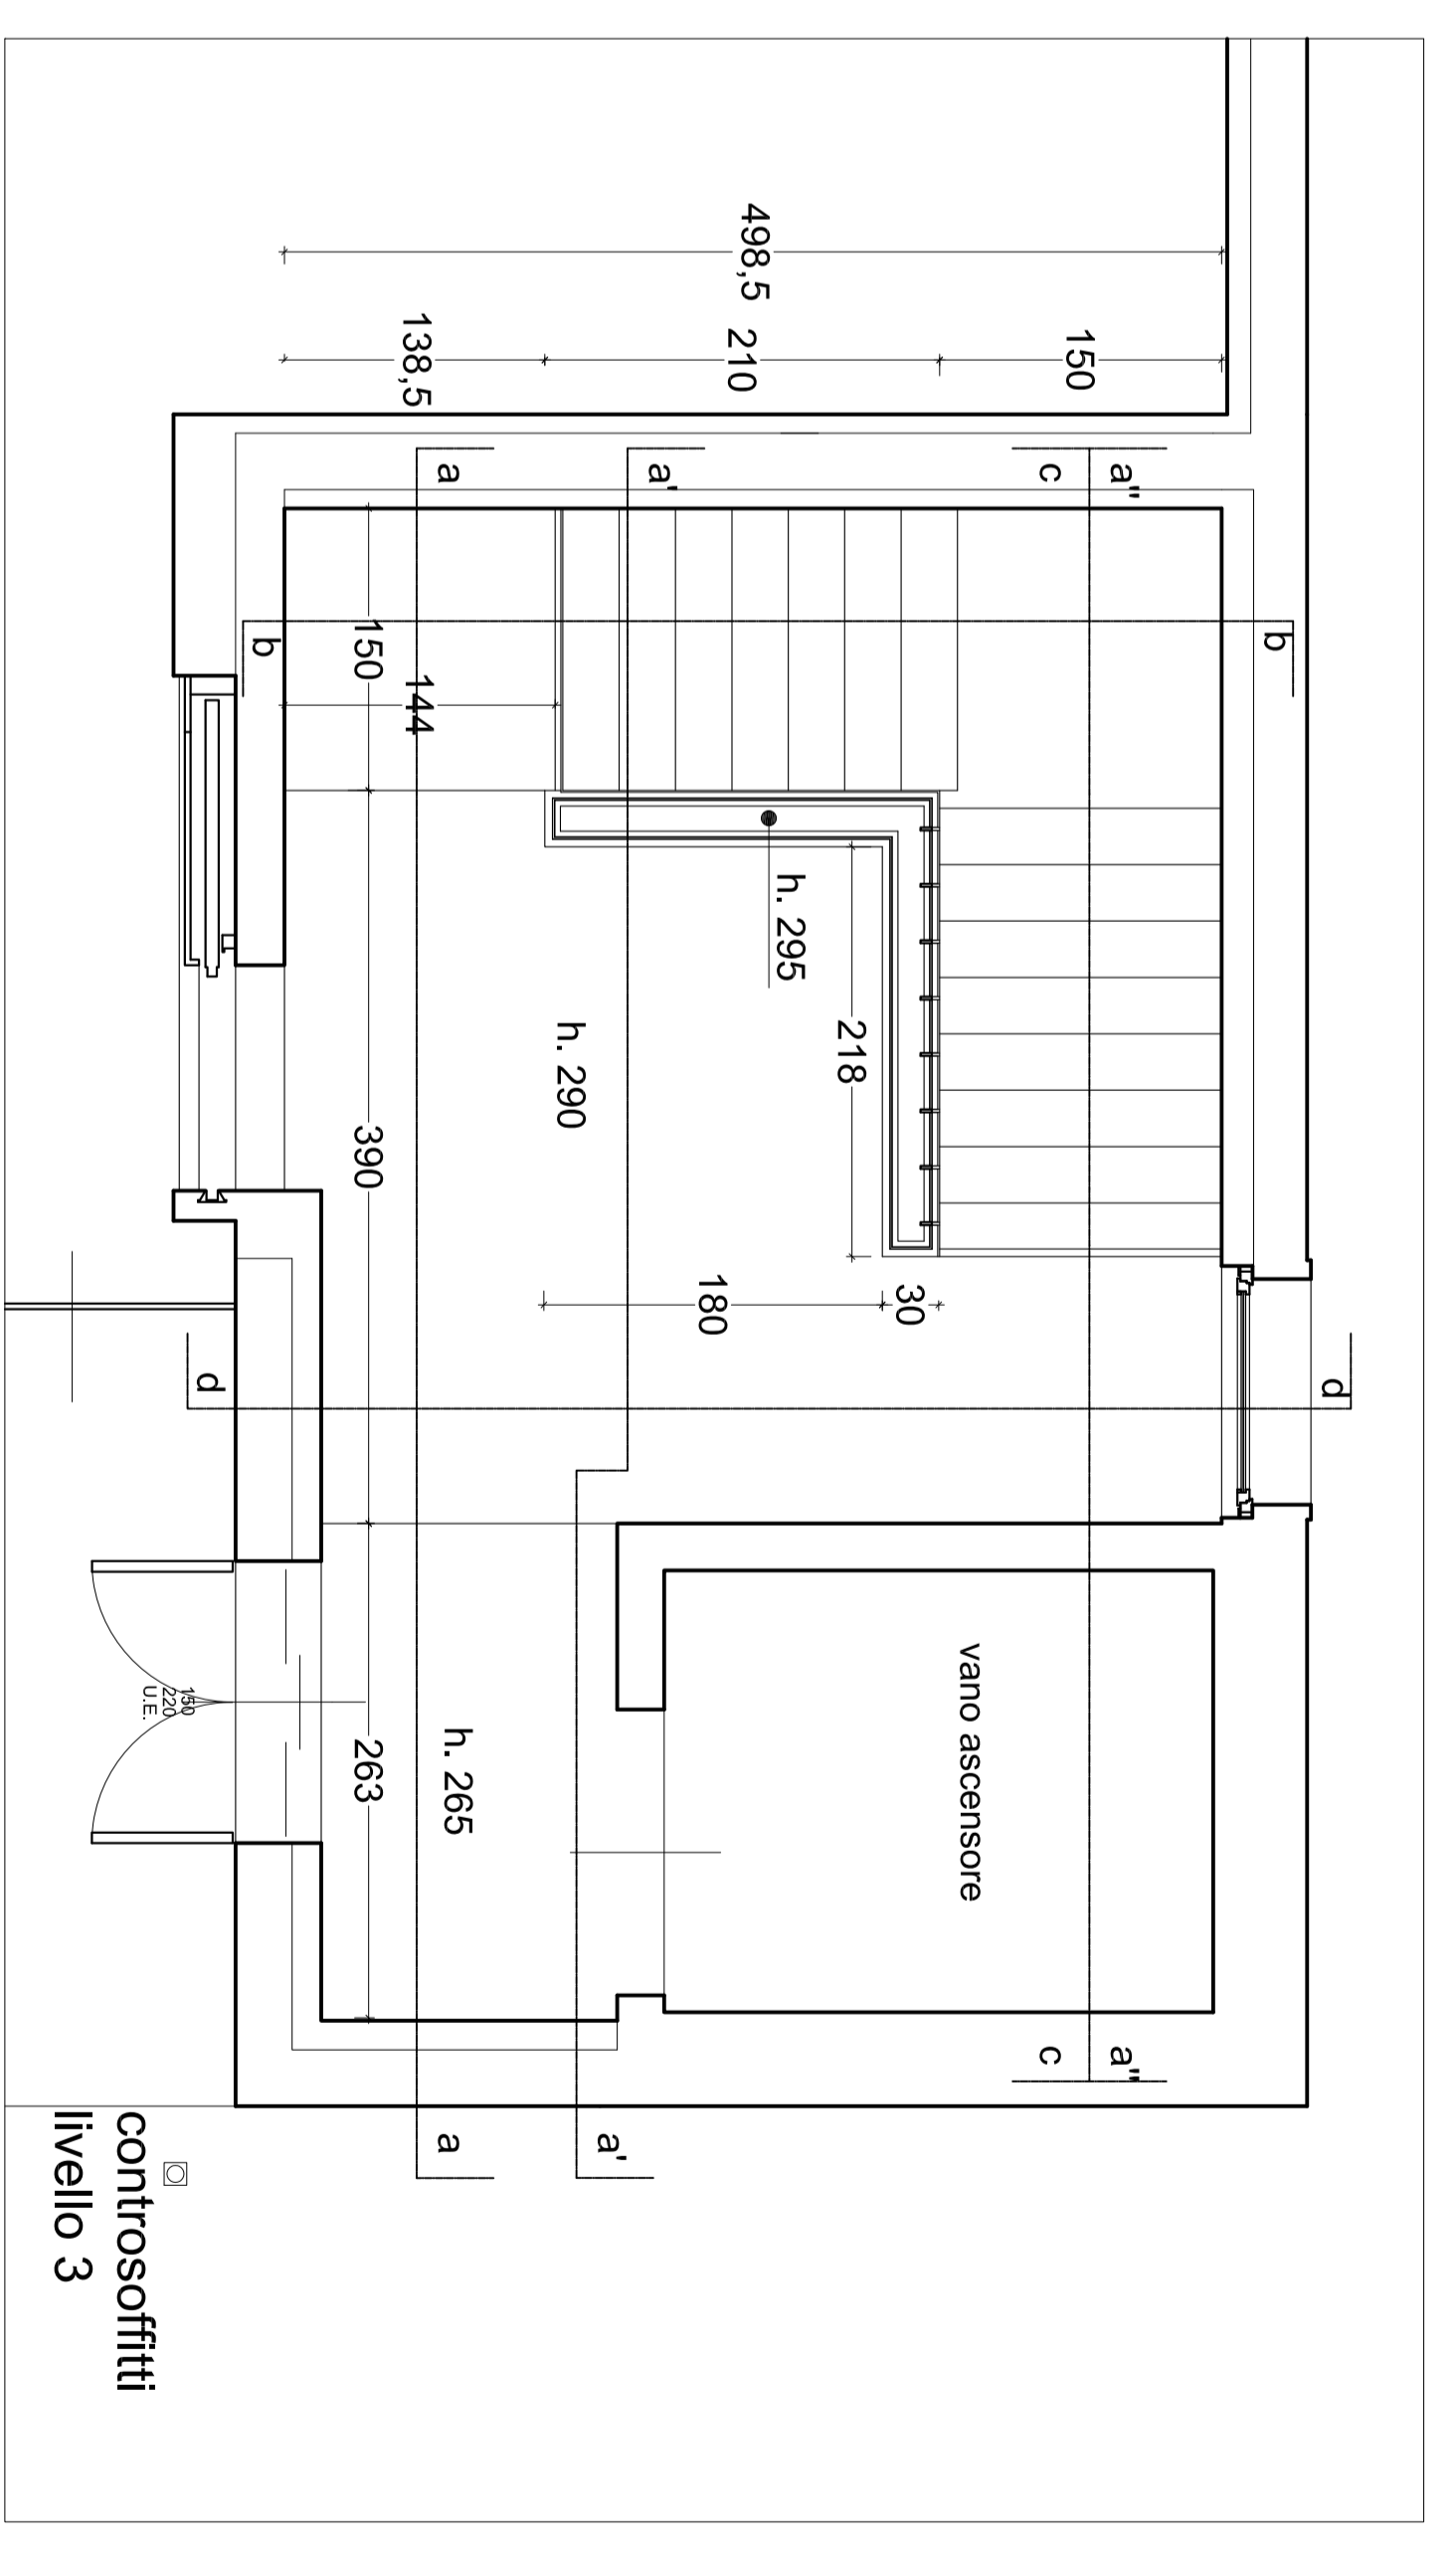 498,5
138,5
210
150
a
a'
c
a"
b
b
150
144
h. 295
218
h. 290
390
180
30
d
d
150
220
U.E.
263
h. 265
vano ascensore
c
a"
a
a'
controsoffitti
livello 3